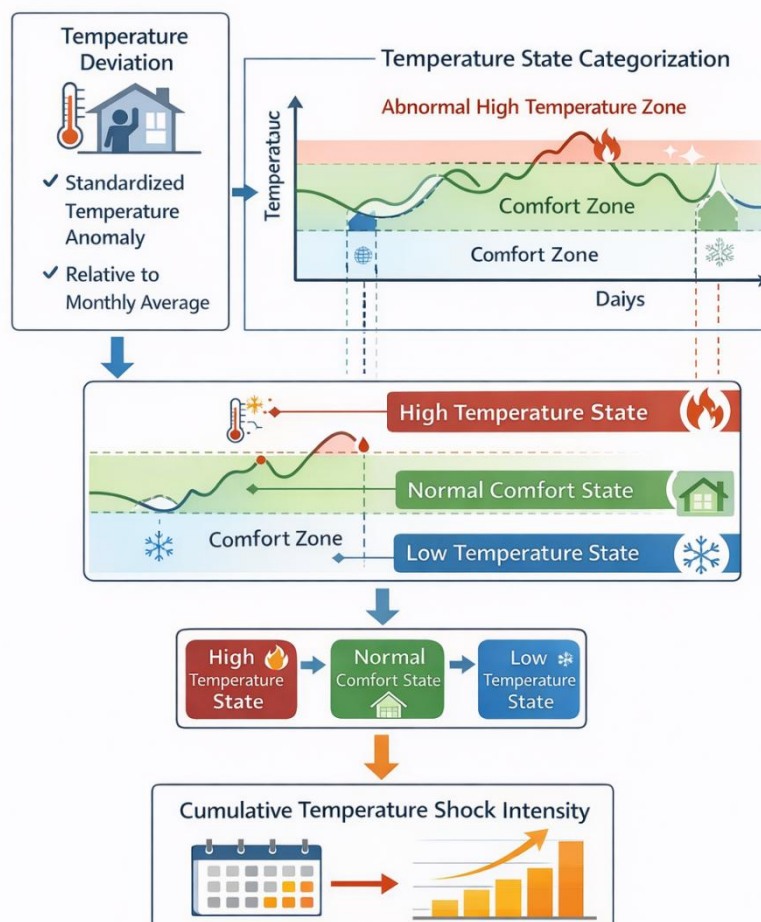 Temperature
Deviation
✓ Standardized
Temperature
Anomaly
✓ Relative to
Monthly Average
Temperature State Categorization
Abnormal High Temperature Zone
Comfort Zone
Comfort Zone
Daiys
High Temperature State
Normal Comfort State
Comfort Zone
Low Temperature State
High
Temperature
State
Normal
Comfort State
Low
Temperature
State
Cumulative Temperature Shock Intensity